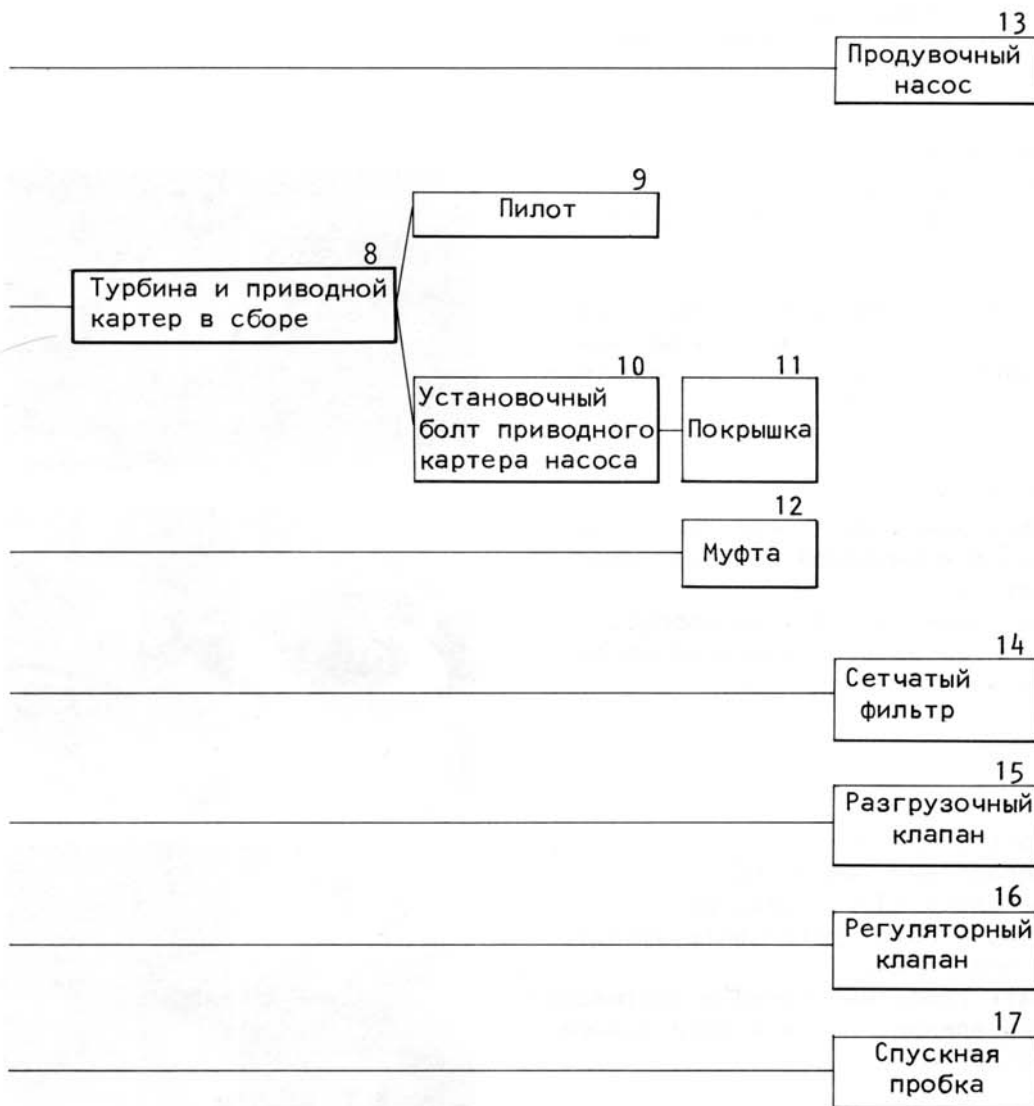 13
Продувочный
насос
9
Пилот
8
Турбина и приводной
картер в сборе
10
Установочный
болт приводного
картера насоса
11
Покрышка
12
Муфта
14
Сетчатый
фильтр
15
Разгрузочный
клапан
16
Регуляторный
клапан
17
Спускная
пробка